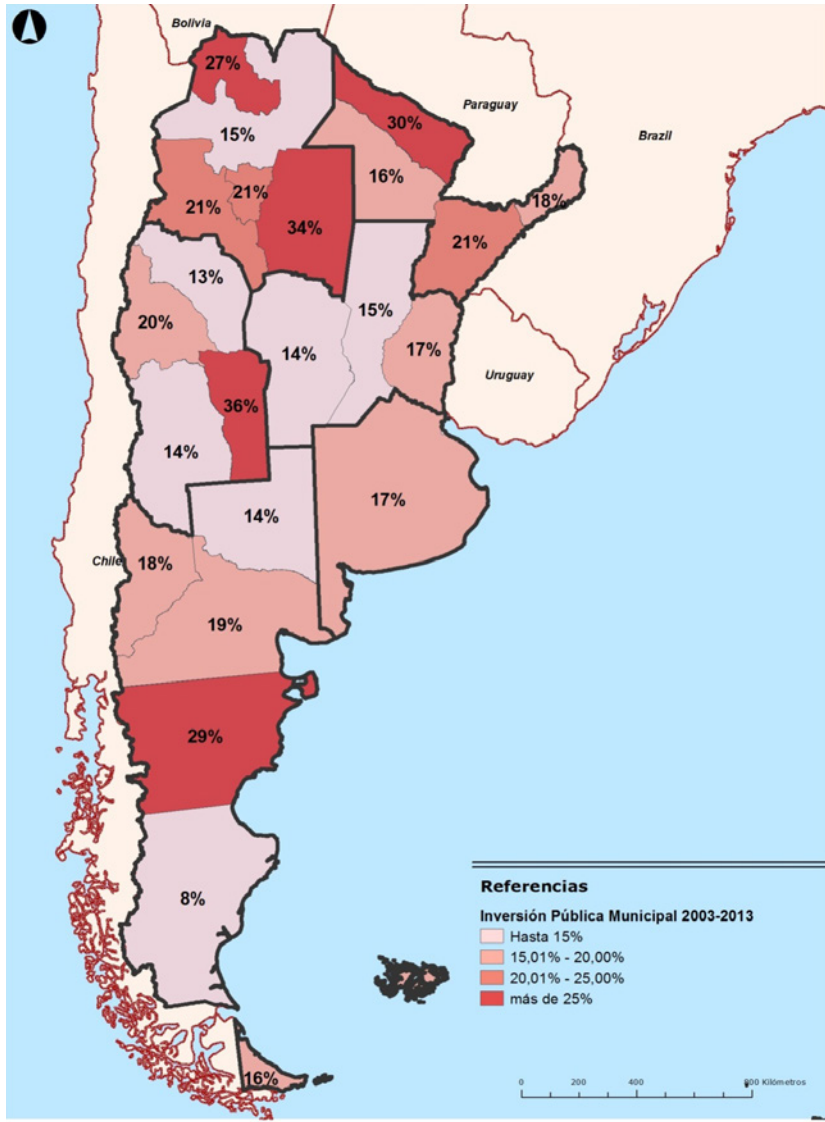 Bolivia
27%
Paraguay
30%
Brazil
15%
16%
18%
21%
21%
34%
21%
13%
15%
20%
14%
17%
Uruguay
36%
14%
17%
14%
Chile
18%
19%
29%
8%
Referencias
Inversión Pública Municipal 2003-2013
Hasta 15%
15,01% - 20,00%
20,01% - 25,00%
más de 25%
16%
0 200 400 800 Kilómetros